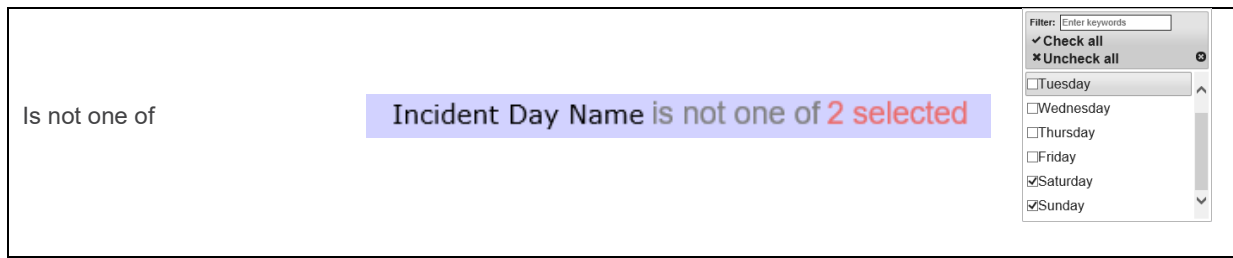 Is not one of
Incident Day Name is not one of 2 selected
Filter: Enter keywords
Check all
Uncheck all
Tuesday
Wednesday
Thursday
Friday
Saturday
Sunday